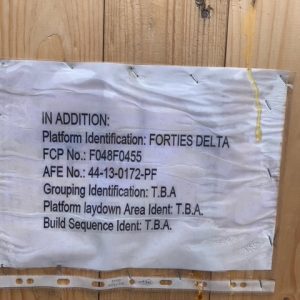 IN ADDITION:
Platform Identification: FORTIES DELTA
FCP No.: F048F0455
AFE No.: 44-13-0172-PF
Grouping Identification: T.B.A
Platform laydown Area Ident: T.B.A.
Build Sequence Ident: T.B.A.